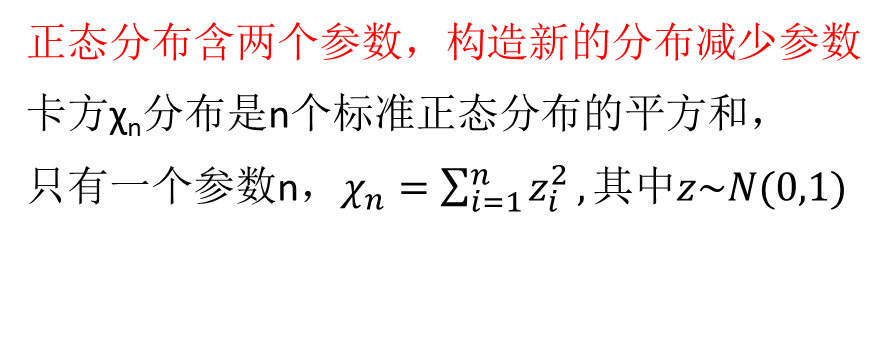 正态分布含两个参数，构造新的分布减少参数
卡方χₙ分布是n个标准正态分布的平方和，
只有一个参数n，χₙ = ∑ⁿᵢ₌₁ zᵢ² , 其中z~N(0,1)